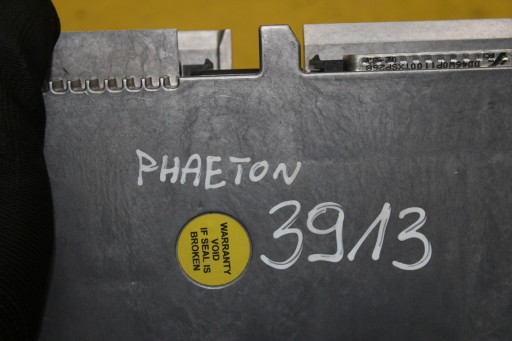 PHAETON
3913
WARRANTY
VOID
IF SEAL IS
BROKEN